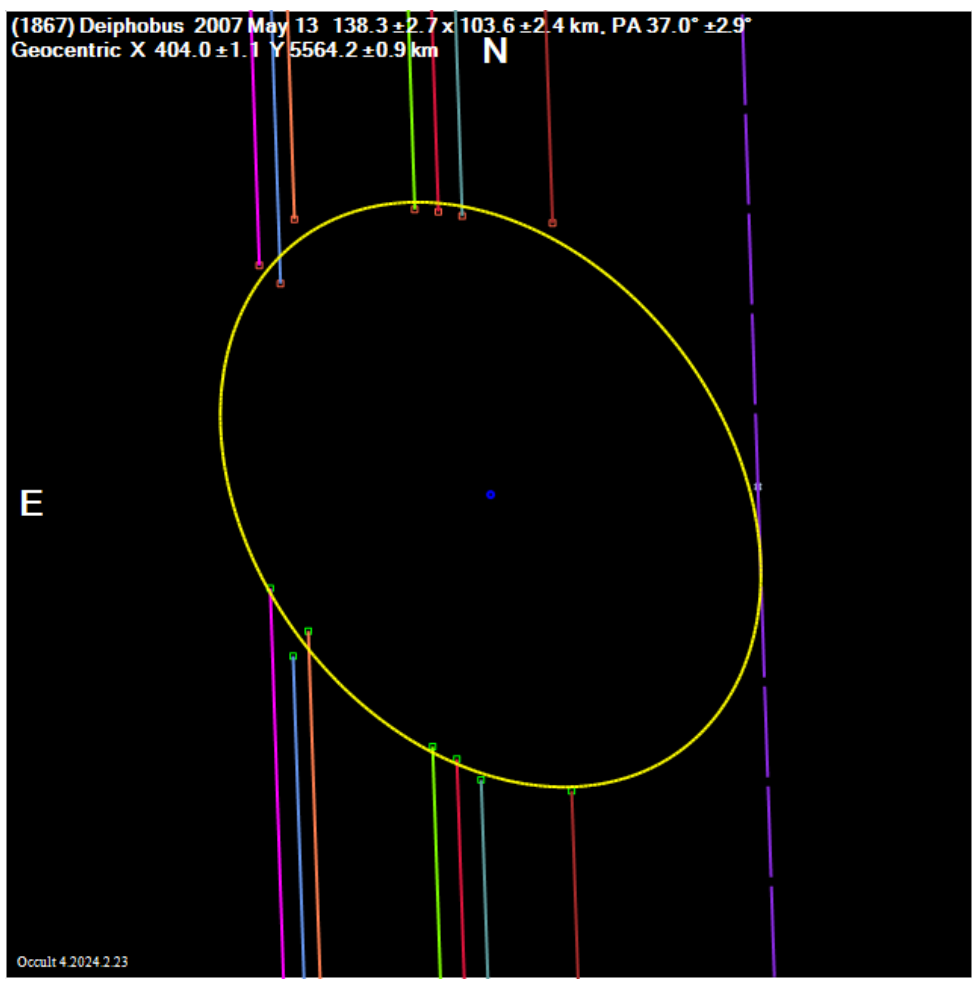 (1867) Deiphobus 2007 May 13 138.3 ±2.7 x 103.6 ±2.4 km, PA 37.0° ±2.9°
Geocentric X 404.0 ±1.1 Y 5564.2 ±0.9 km
N
E
Occult 4.2024.2.23